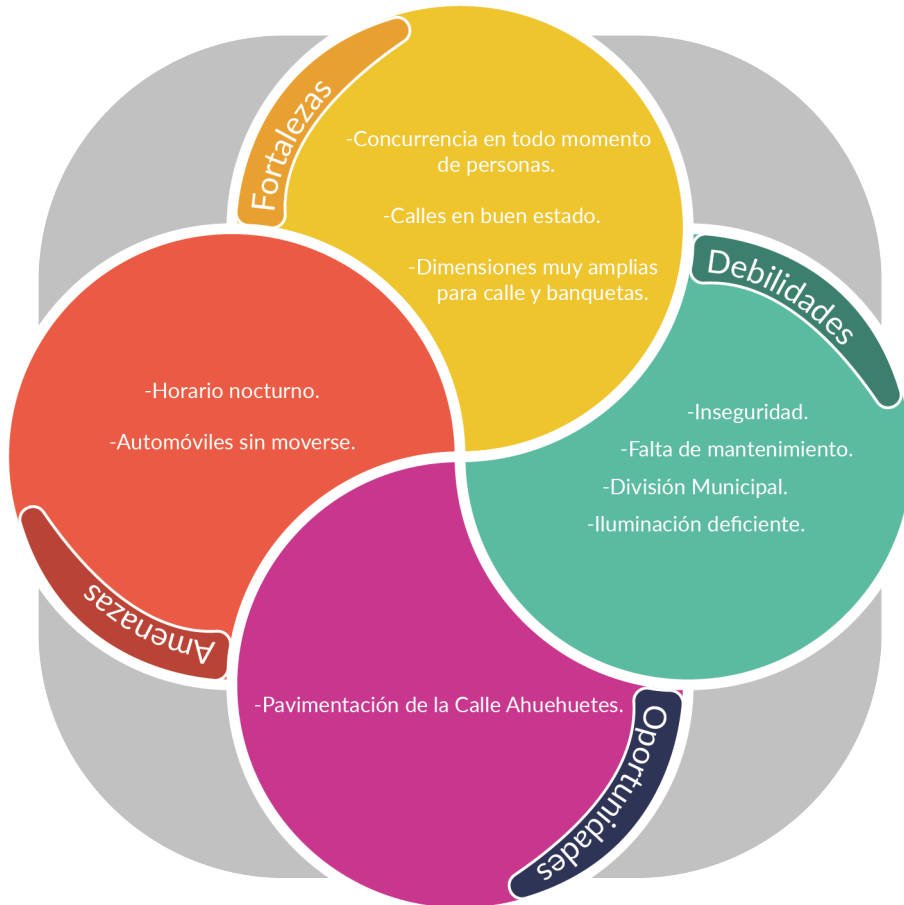 Fortalezas
-Concurrencia en todo momento
de personas.
-Calles en buen estado.
-Dimensiones muy amplias
para calle y banquetas.
Debilidades
-Inseguridad.
-Falta de mantenimiento.
-División Municipal.
-Iluminación deficiente.
-Horario nocturno.
-Automóviles sin moverse.
Amenazas
-Pavimentación de la Calle Ahuehuetes.
Oportunidades